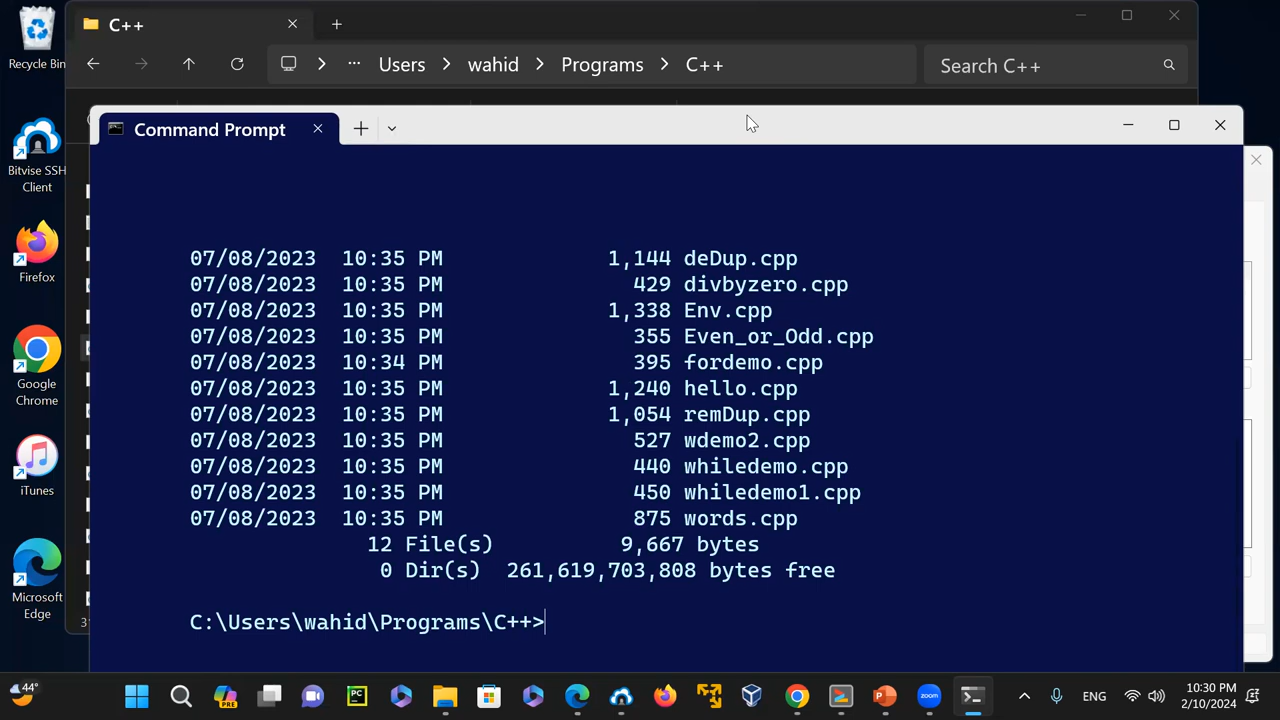 Recycle Bin
C++
Users
wahid
Programs
C++
Search C++
Command Prompt
Bitvise SSH
Client
Firefox
Google
Chrome
iTunes
Microsoft
Edge
07/08/2023 10:35 PM 1,144 deDup.cpp
07/08/2023 10:35 PM 429 divbyzero.cpp
07/08/2023 10:35 PM 1,338 Env.cpp
07/08/2023 10:35 PM 355 Even_or_Odd.cpp
07/08/2023 10:34 PM 395 fordemo.cpp
07/08/2023 10:35 PM 1,240 hello.cpp
07/08/2023 10:35 PM 1,054 remDup.cpp
07/08/2023 10:35 PM 527 wdemo2.cpp
07/08/2023 10:35 PM 440 whiledemo.cpp
07/08/2023 10:35 PM 450 whiledemo1.cpp
07/08/2023 10:35 PM 875 words.cpp
12 File(s) 9,667 bytes
0 Dir(s) 261,619,703,808 bytes free
C:\Users\wahid\Programs\C++>
44°
PRE
PC
zoom
ENG
10:30 PM
2/10/2024